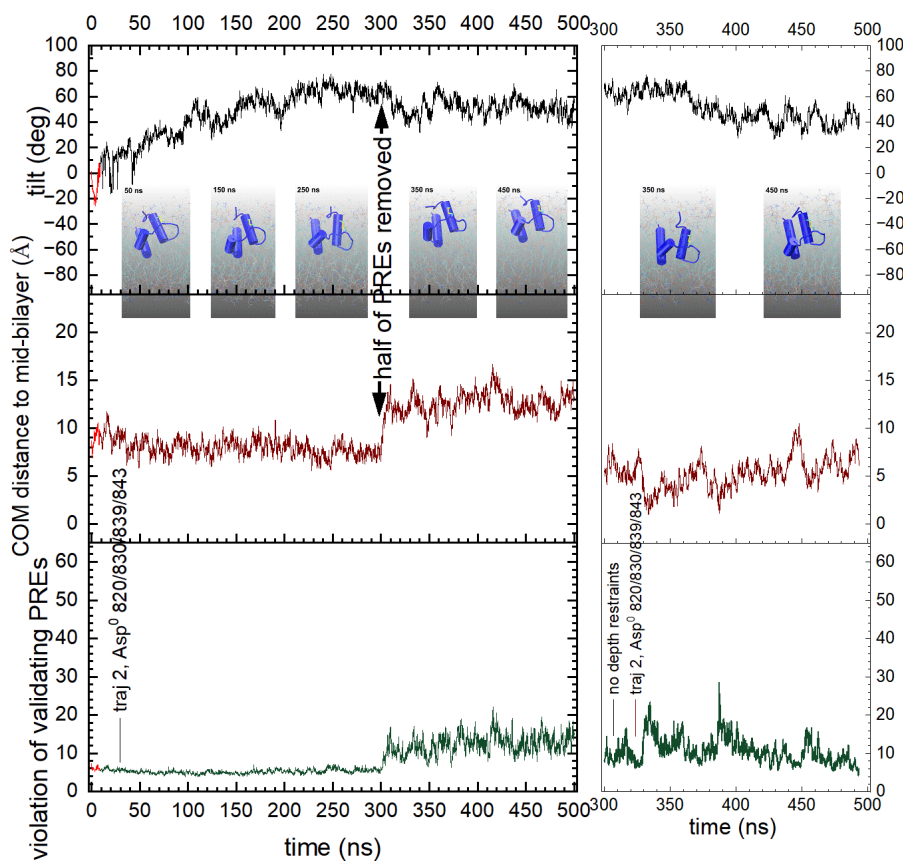 0 50 100 150 200 250 300 350 400 450 500
300 350 400 450 500
100
80
60
40
20
0
−20
−40
−60
−80
tilt (deg)
50 ns
150 ns
250 ns
350 ns
450 ns
half of PREs removed
350 ns
450 ns
100
80
60
40
20
0
−20
−40
−60
−80
COM distance to mid-bilayer (Å)
20
15
10
5
0
20
15
10
5
0
violation of validating PREs
60
50
40
30
20
10
0
traj 2, Asp⁰ 820/830/839/843
no depth restraints
traj 2, Asp⁰ 820/830/839/843
60
50
40
30
20
10
0
0 50 100 150 200 250 300 350 400 450 500
300 350 400 450 500
time (ns)
time (ns)